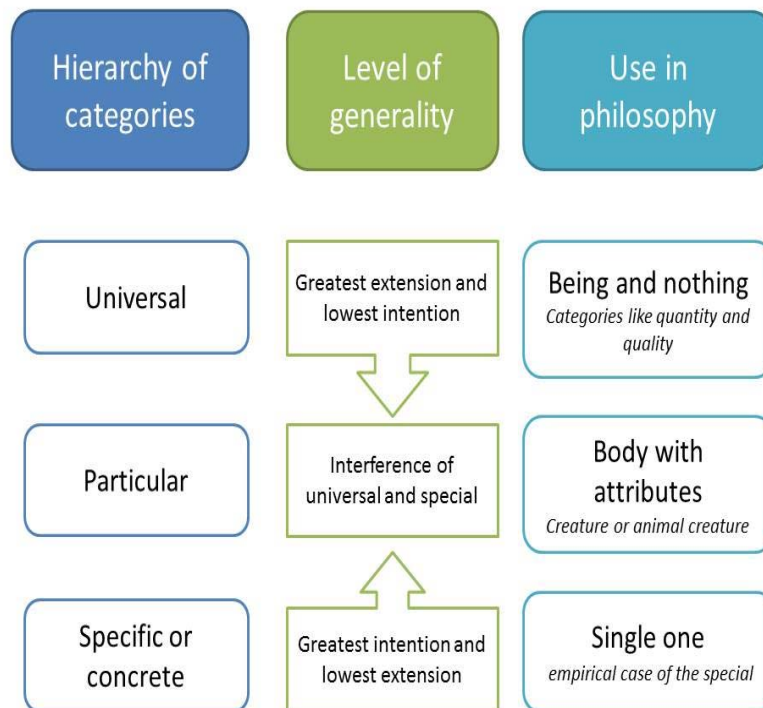 Hierarchy of
categories
Level of
generality
Use in
philosophy
Universal
Greatest extension and
lowest intention
Being and nothing
Categories like quantity and
quality
Particular
Interference of
universal and special
Body with
attributes
Creature or animal creature
Specific or
concrete
Greatest intention and
lowest extension
Single one
empirical case of the special